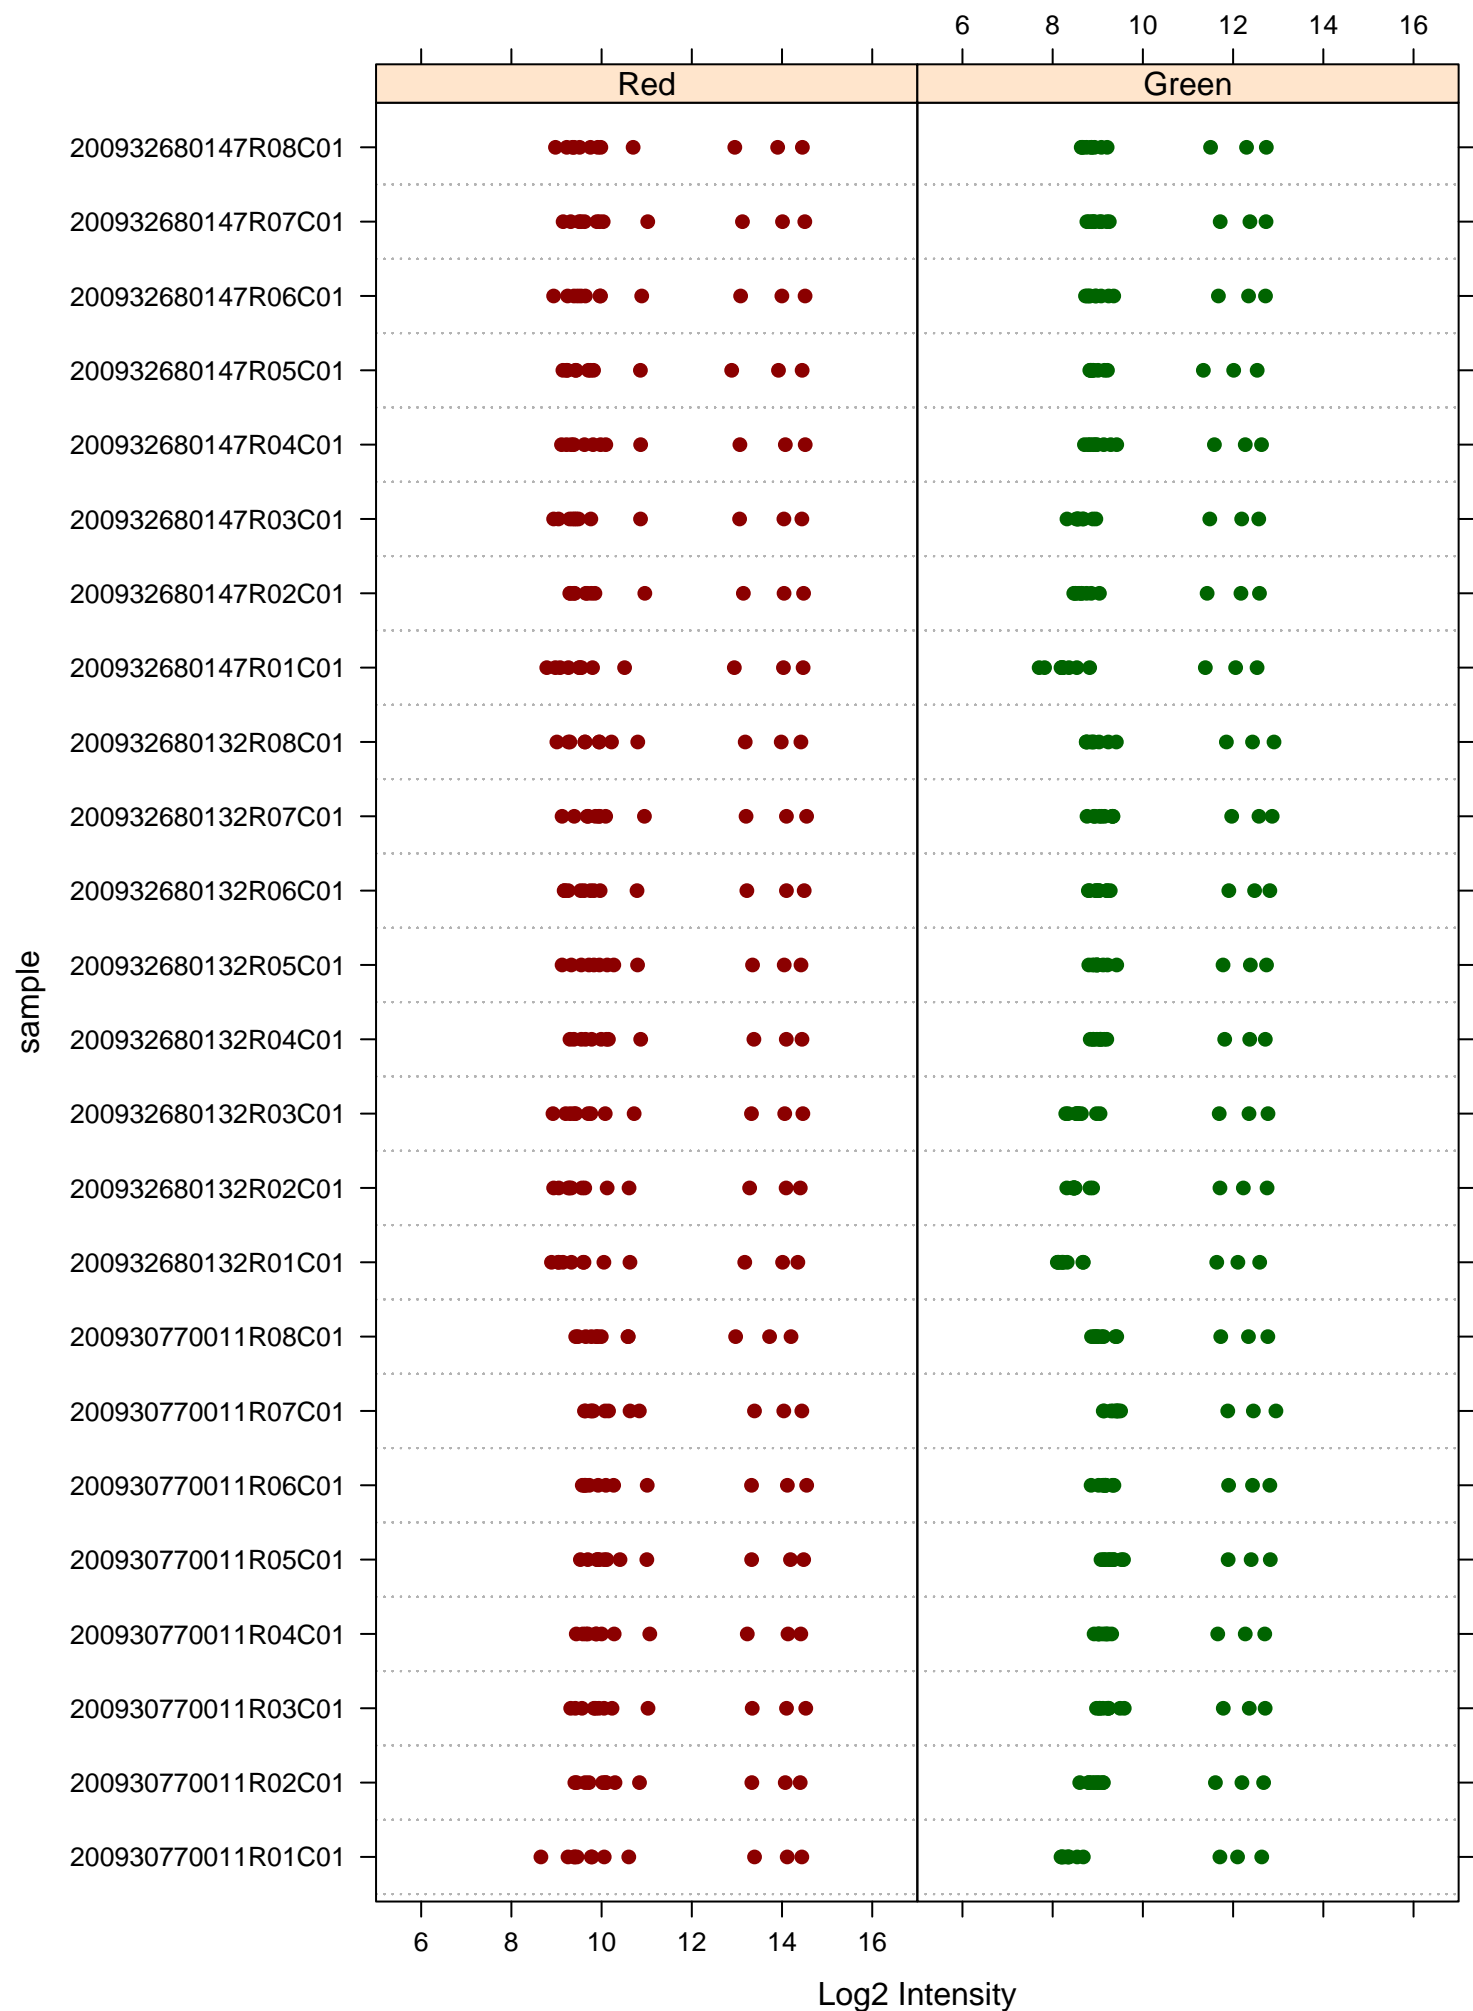 6 8 10 12 14 16
Red Green
200932680147R08C01
200932680147R07C01
200932680147R06C01
200932680147R05C01
200932680147R04C01
200932680147R03C01
200932680147R02C01
200932680147R01C01
200932680132R08C01
200932680132R07C01
200932680132R06C01
200932680132R05C01
200932680132R04C01
200932680132R03C01
200932680132R02C01
200932680132R01C01
200930770011R08C01
200930770011R07C01
200930770011R06C01
200930770011R05C01
200930770011R04C01
200930770011R03C01
200930770011R02C01
200930770011R01C01
sample
6 8 10 12 14 16
Log2 Intensity